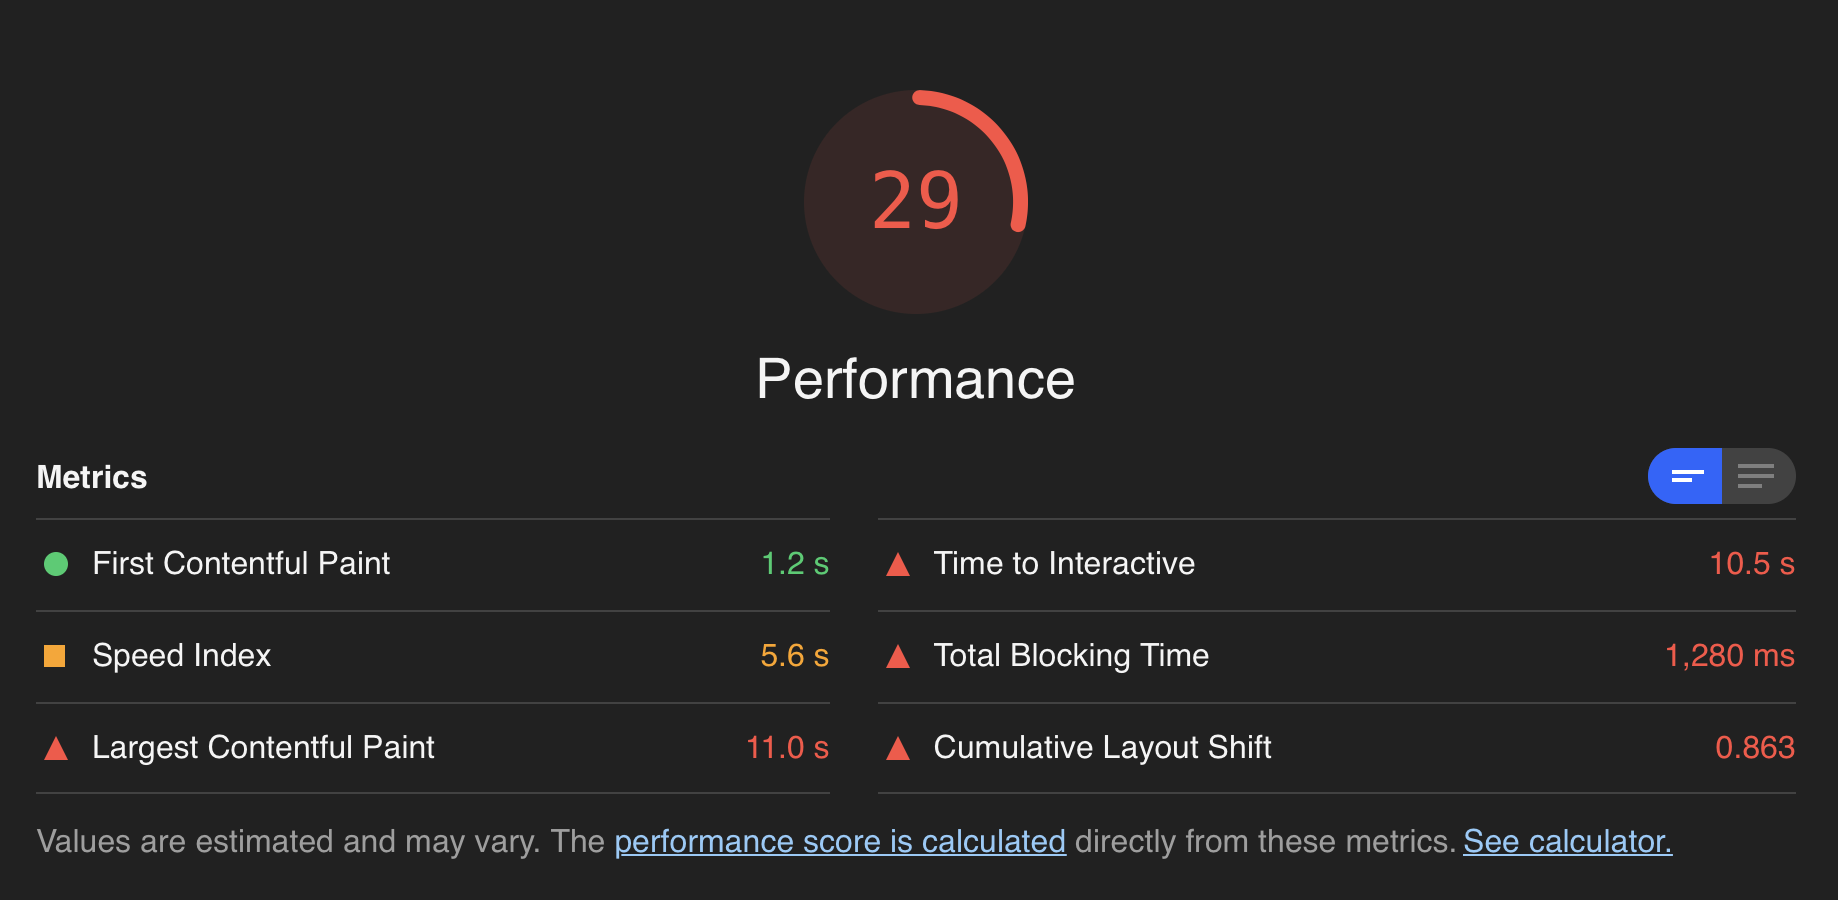 29
Performance
Metrics
First Contentful Paint 1.2 s
Time to Interactive 10.5 s
Speed Index 5.6 s
Total Blocking Time 1,280 ms
Largest Contentful Paint 11.0 s
Cumulative Layout Shift 0.863
Values are estimated and may vary. The performance score is calculated directly from these metrics. See calculator.